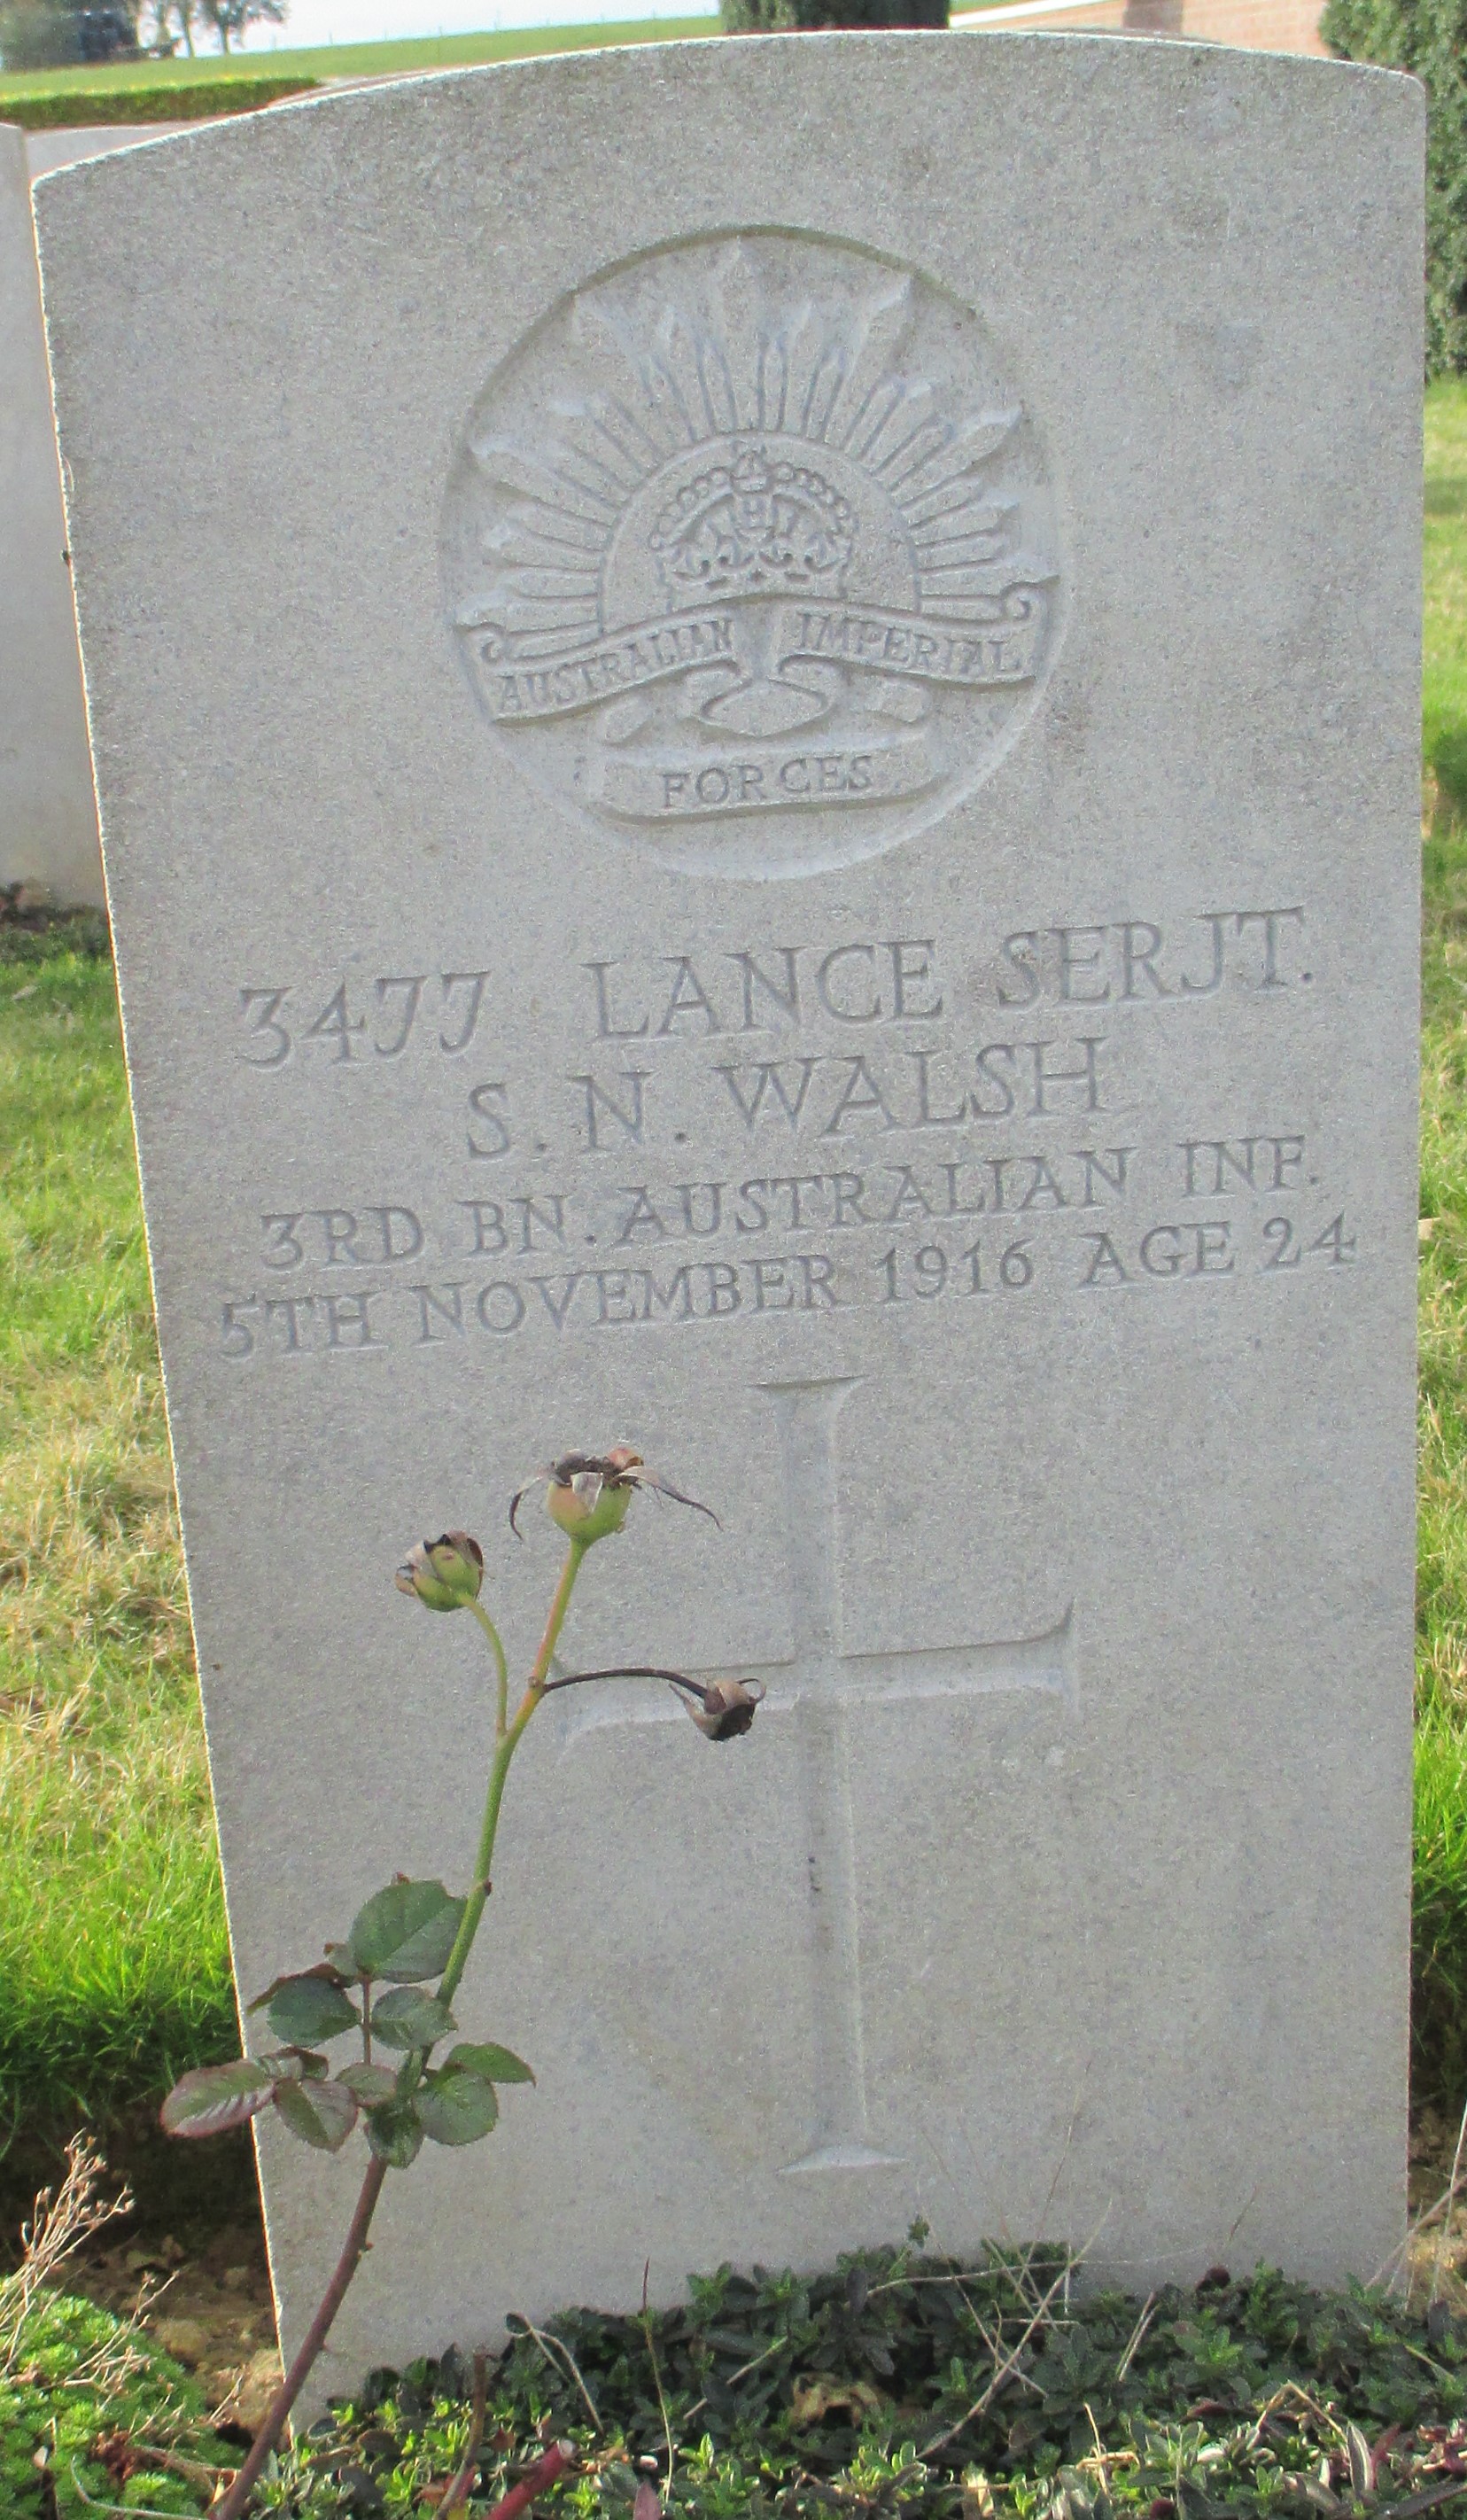 AUSTRALIAN IMPERIAL
FORCES
3477 LANCE SERJT.
S. N. WALSH
3RD BN. AUSTRALIAN INF.
5TH NOVEMBER 1916 AGE 24